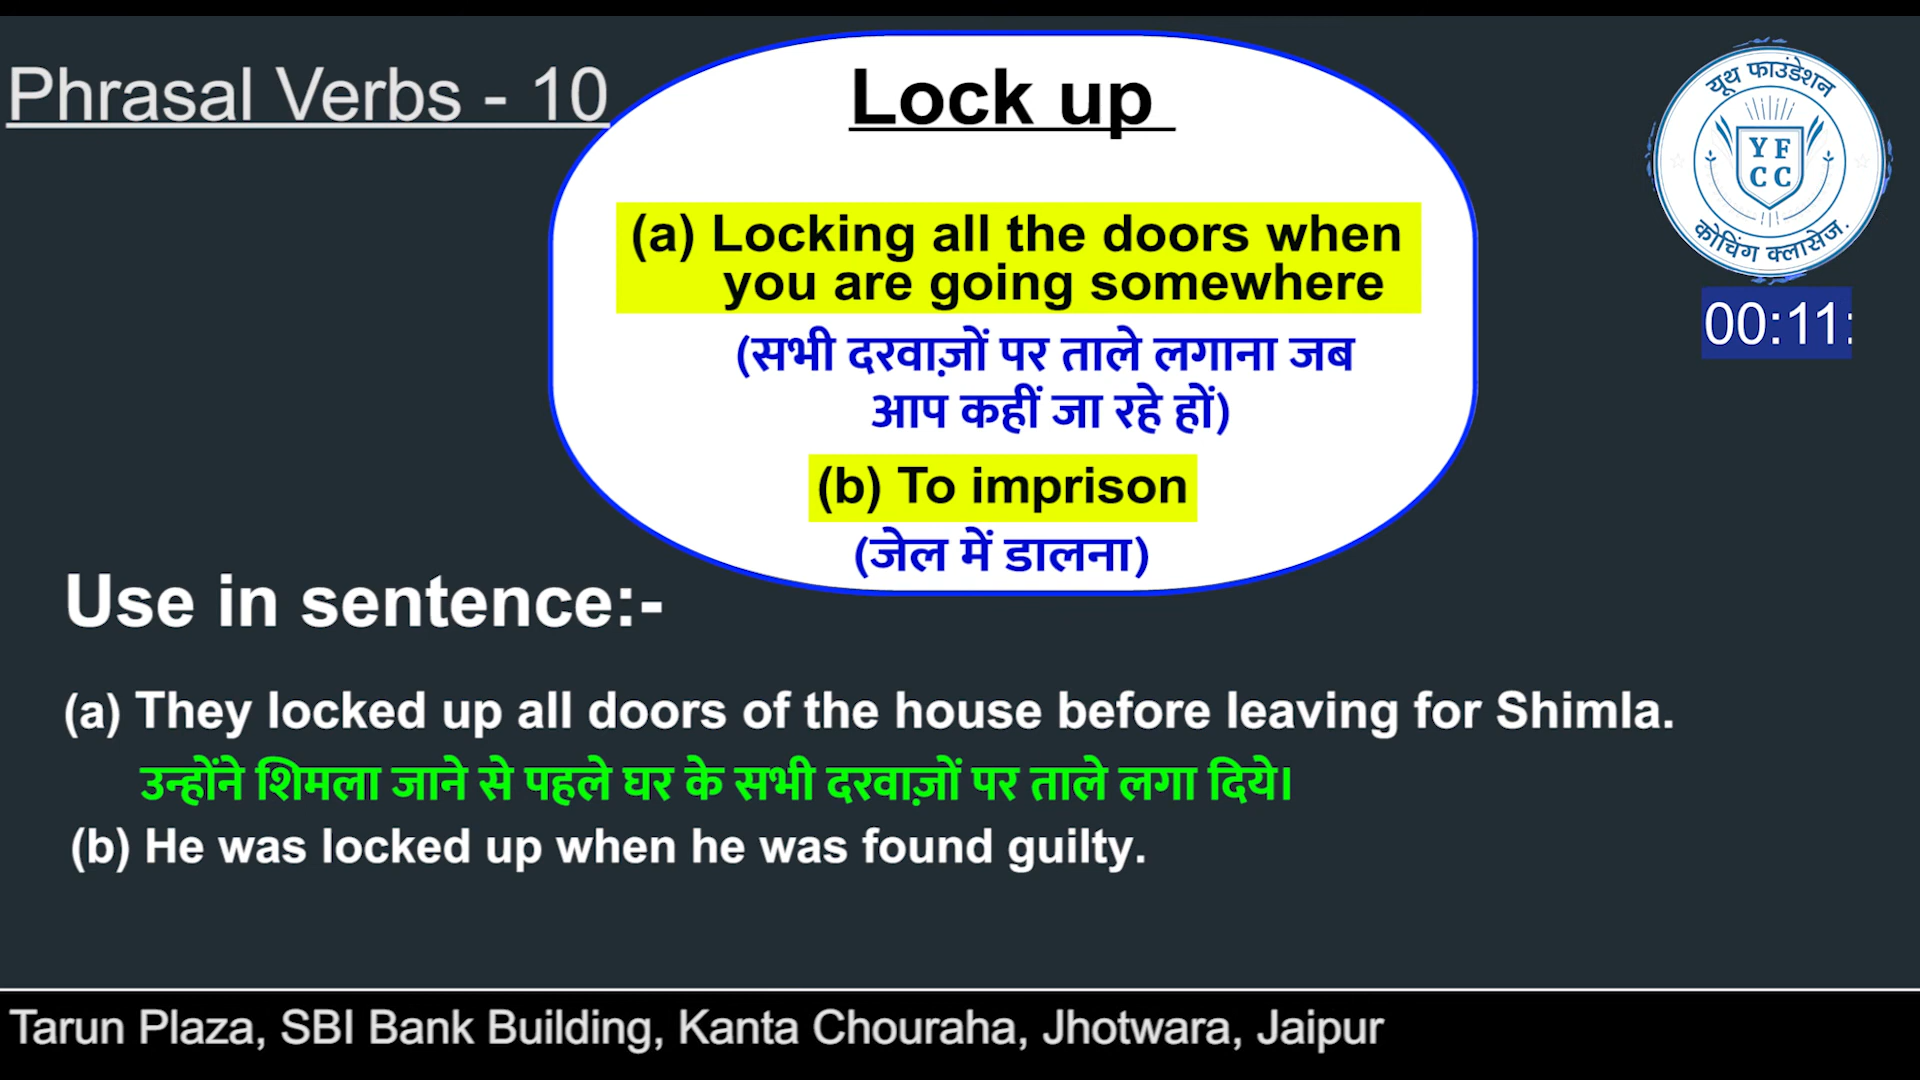 Phrasal Verbs - 10
Lock up
यूथ फाउंडेशन
Y F
C C
कोचिंग क्लासेज.
00:11:
(a) Locking all the doors when
you are going somewhere
(सभी दरवाज़ों पर ताले लगाना जब
आप कहीं जा रहे हों)
(b) To imprison
(जेल में डालना)
Use in sentence:-
(a) They locked up all doors of the house before leaving for Shimla.
उन्होंने शिमला जाने से पहले घर के सभी दरवाज़ों पर ताले लगा दिये।
(b) He was locked up when he was found guilty.
Tarun Plaza, SBI Bank Building, Kanta Chouraha, Jhotwara, Jaipur